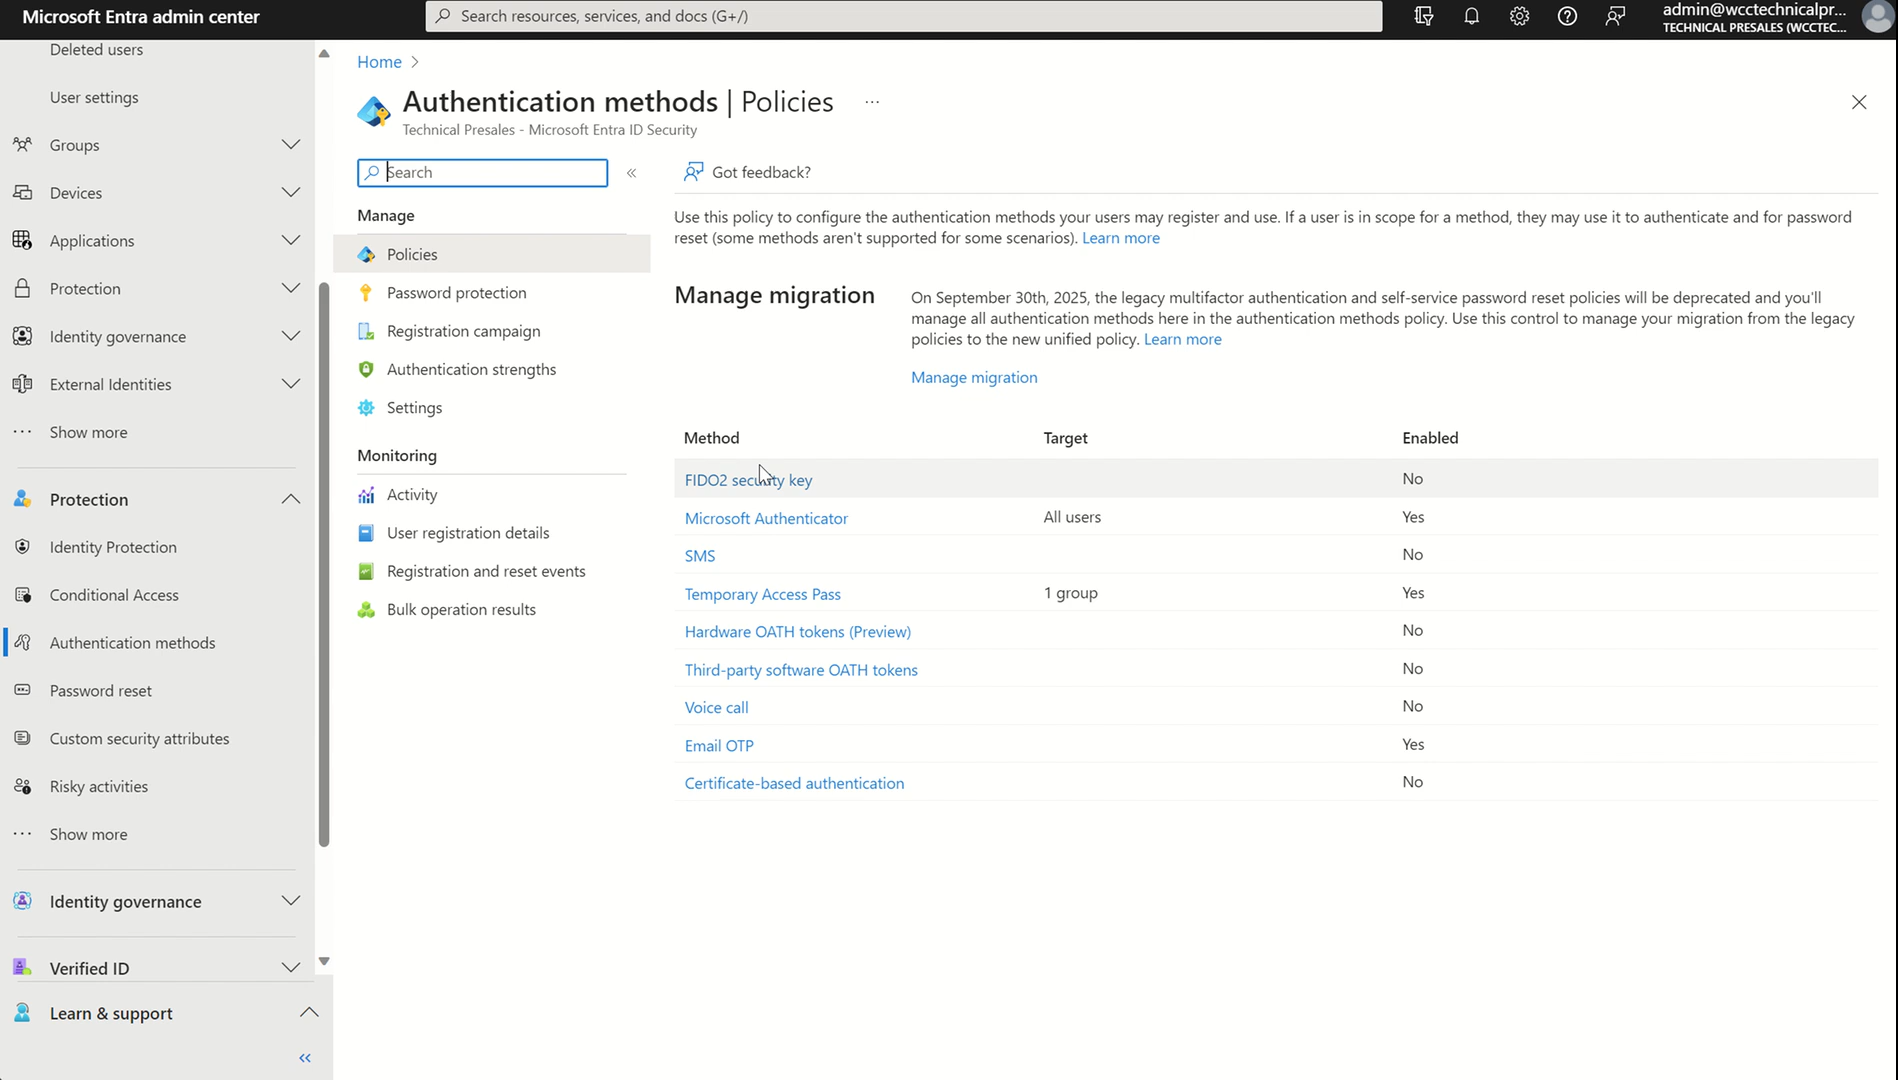 Microsoft Entra admin center
Search resources, services, and docs (G+/)
admin@wcctechnicalpr...
TECHNICAL PRESALES (WCCTEC...
Deleted users
User settings
Groups
Devices
Applications
Protection
Identity governance
External Identities
Show more
Protection
Identity Protection
Conditional Access
Authentication methods
Password reset
Custom security attributes
Risky activities
Show more
Identity governance
Verified ID
Learn & support
Home
Authentication methods | Policies
Technical Presales - Microsoft Entra ID Security
Search
Manage
Policies
Password protection
Registration campaign
Authentication strengths
Settings
Monitoring
Activity
User registration details
Registration and reset events
Bulk operation results
Got feedback?
Use this policy to configure the authentication methods your users may register and use. If a user is in scope for a method, they may use it to authenticate and for password
reset (some methods aren't supported for some scenarios). Learn more
Manage migration
On September 30th, 2025, the legacy multifactor authentication and self-service password reset policies will be deprecated and you'll
manage all authentication methods here in the authentication methods policy. Use this control to manage your migration from the legacy
policies to the new unified policy. Learn more
Manage migration
Method Target Enabled
FIDO2 security key No
Microsoft Authenticator All users Yes
SMS No
Temporary Access Pass 1 group Yes
Hardware OATH tokens (Preview) No
Third-party software OATH tokens No
Voice call No
Email OTP Yes
Certificate-based authentication No